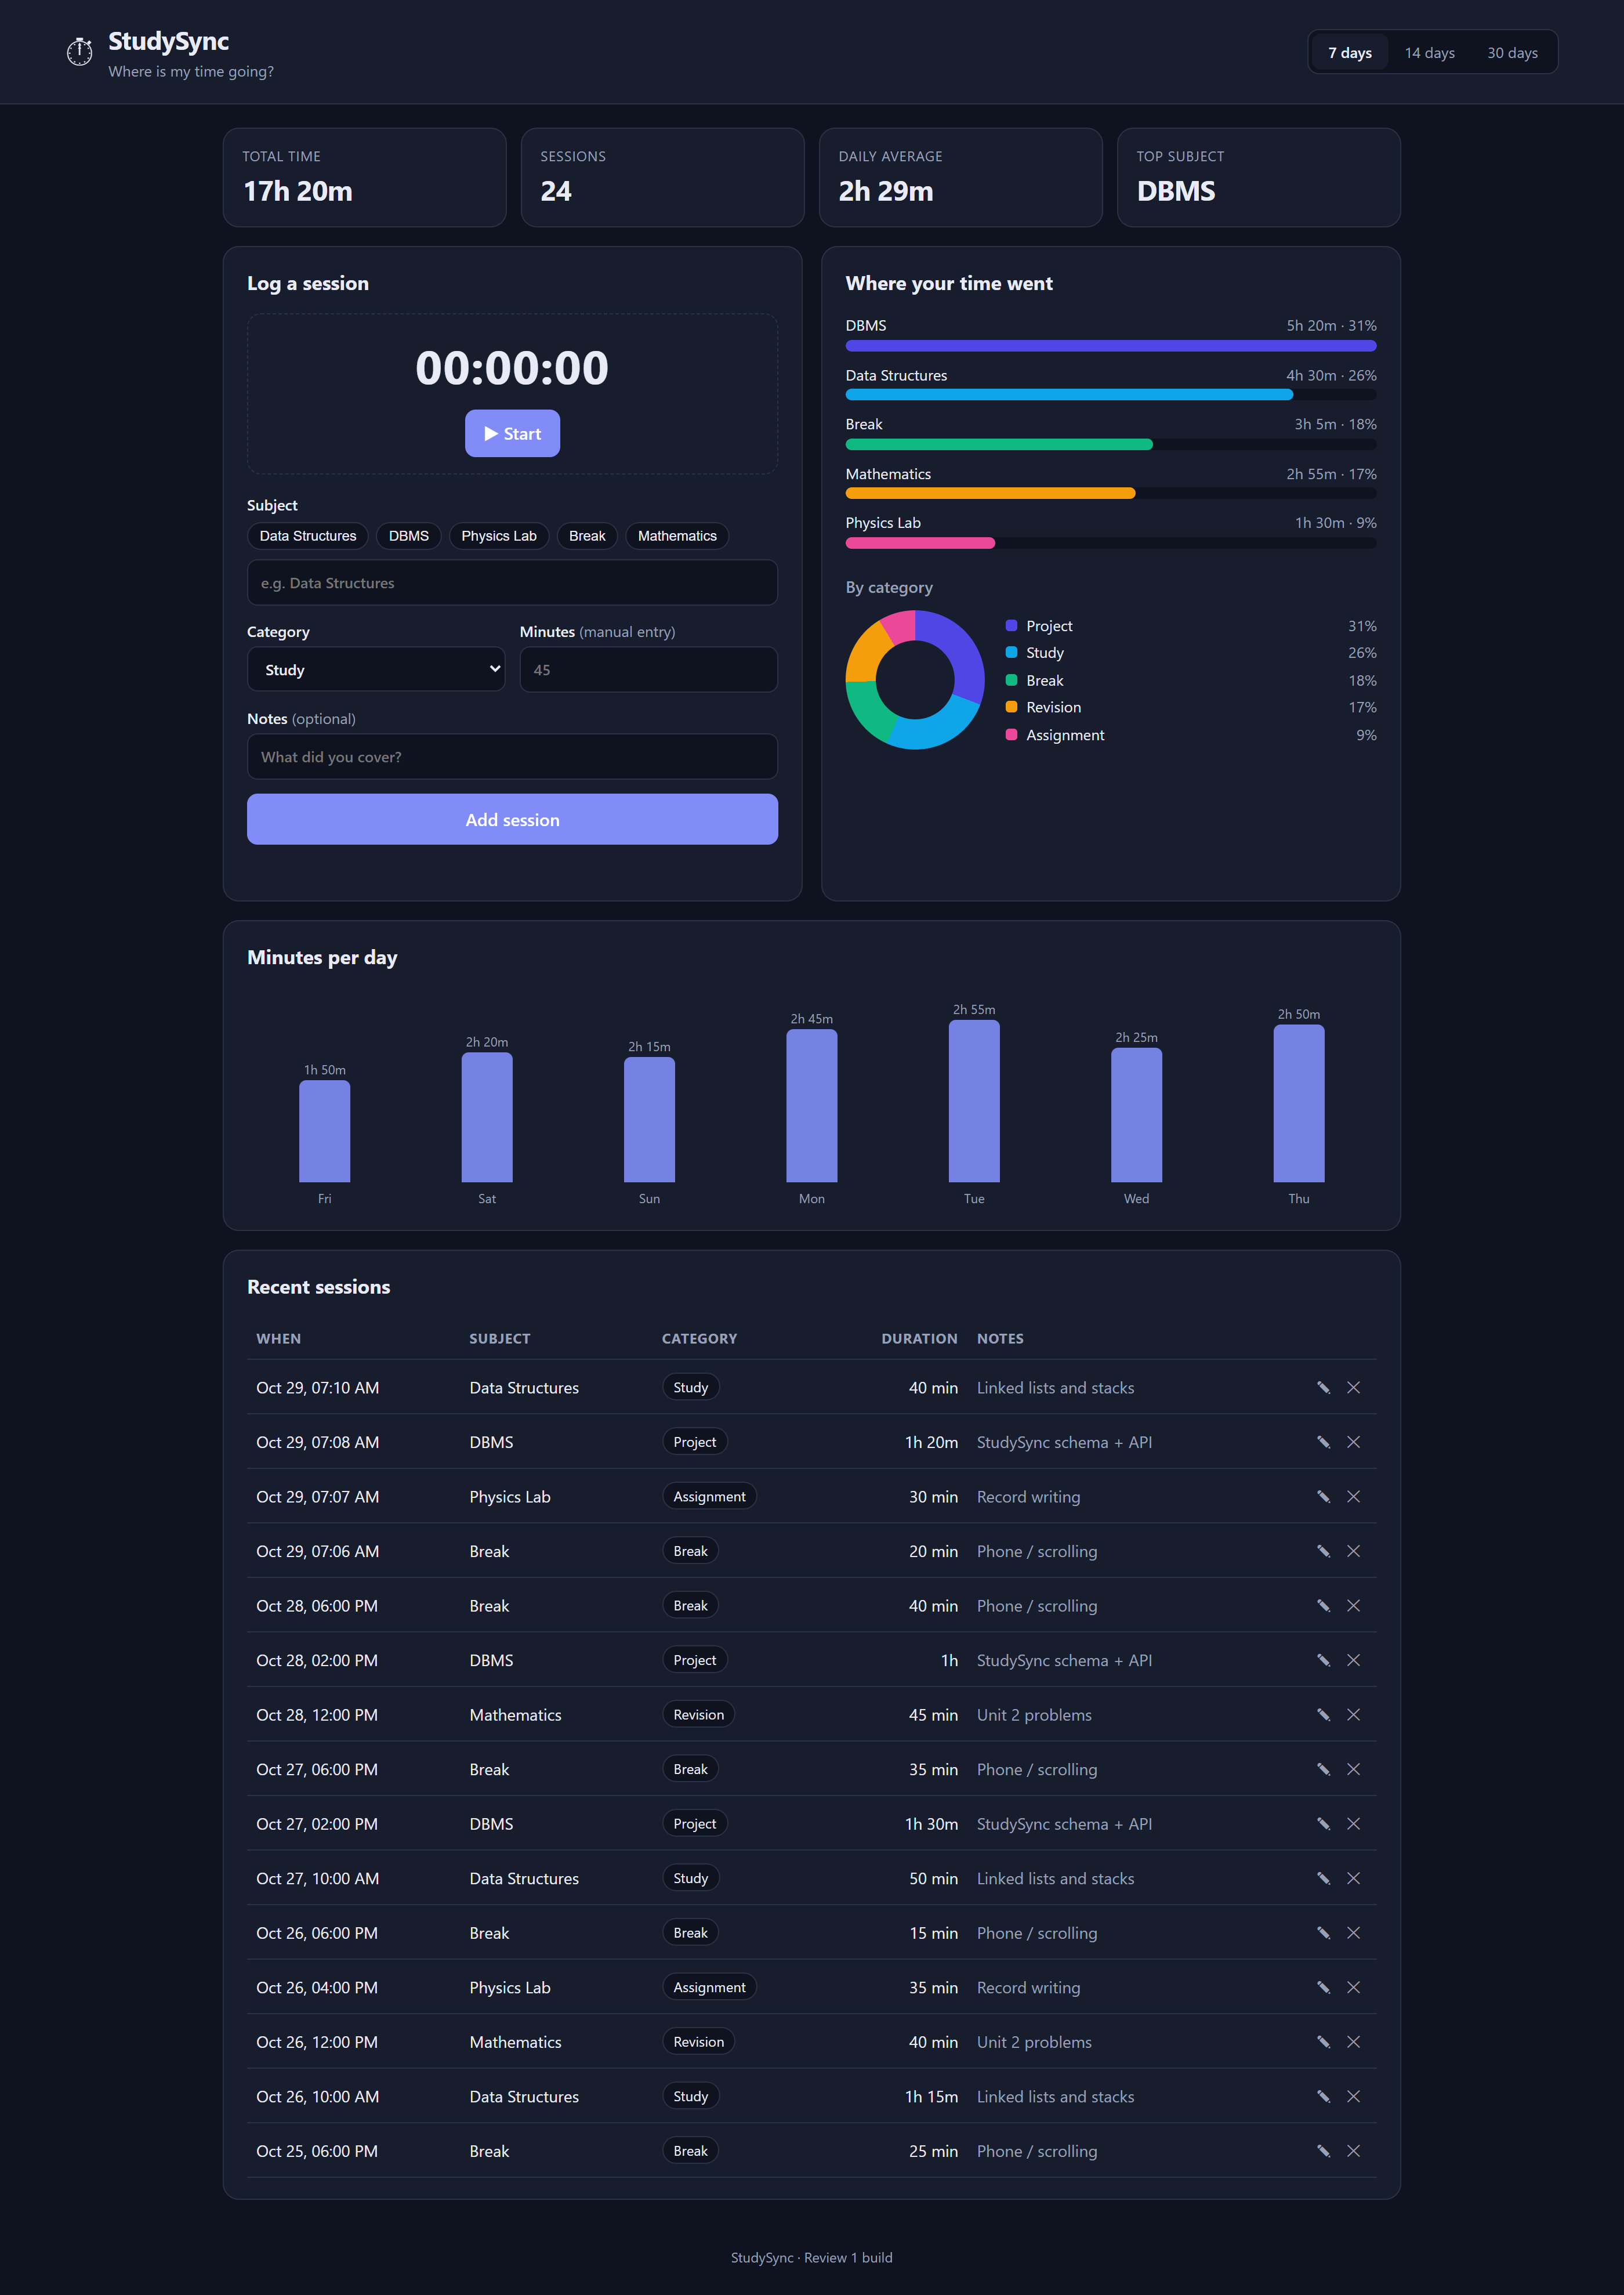 StudySync
Where is my time going?
7 days 14 days 30 days
TOTAL TIME
17h 20m
SESSIONS
24
DAILY AVERAGE
2h 29m
TOP SUBJECT
DBMS
Log a session
00:00:00
▶ Start
Subject
Data Structures DBMS Physics Lab Break Mathematics
e.g. Data Structures
Category
Study
Minutes (manual entry)
45
Notes (optional)
What did you cover?
Add session
Where your time went
DBMS 5h 20m · 31%
Data Structures 4h 30m · 26%
Break 3h 5m · 18%
Mathematics 2h 55m · 17%
Physics Lab 1h 30m · 9%
By category
Project 31%
Study 26%
Break 18%
Revision 17%
Assignment 9%
Minutes per day
1h 50m 2h 20m 2h 15m 2h 45m 2h 55m 2h 25m 2h 50m
Fri Sat Sun Mon Tue Wed Thu
Recent sessions
WHEN SUBJECT CATEGORY DURATION NOTES
Oct 29, 07:10 AM Data Structures Study 40 min Linked lists and stacks
Oct 29, 07:08 AM DBMS Project 1h 20m StudySync schema + API
Oct 29, 07:07 AM Physics Lab Assignment 30 min Record writing
Oct 29, 07:06 AM Break Break 20 min Phone / scrolling
Oct 28, 06:00 PM Break Break 40 min Phone / scrolling
Oct 28, 02:00 PM DBMS Project 1h StudySync schema + API
Oct 28, 12:00 PM Mathematics Revision 45 min Unit 2 problems
Oct 27, 06:00 PM Break Break 35 min Phone / scrolling
Oct 27, 02:00 PM DBMS Project 1h 30m StudySync schema + API
Oct 27, 10:00 AM Data Structures Study 50 min Linked lists and stacks
Oct 26, 06:00 PM Break Break 15 min Phone / scrolling
Oct 26, 04:00 PM Physics Lab Assignment 35 min Record writing
Oct 26, 12:00 PM Mathematics Revision 40 min Unit 2 problems
Oct 26, 10:00 AM Data Structures Study 1h 15m Linked lists and stacks
Oct 25, 06:00 PM Break Break 25 min Phone / scrolling
StudySync · Review 1 build